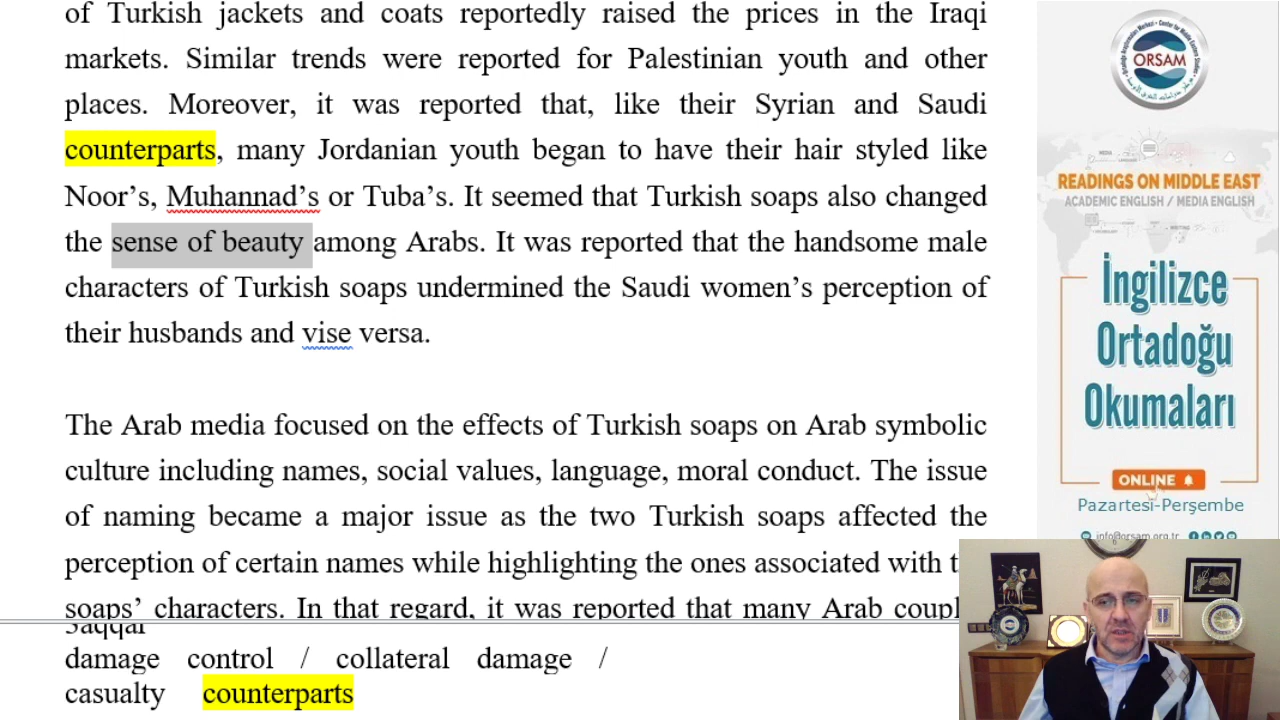 of Turkish jackets and coats reportedly raised the prices in the Iraqi
markets. Similar trends were reported for Palestinian youth and other
places. Moreover, it was reported that, like their Syrian and Saudi
counterparts, many Jordanian youth began to have their hair styled like
Noor’s, Muhannad’s or Tuba’s. It seemed that Turkish soaps also changed
the sense of beauty among Arabs. It was reported that the handsome male
characters of Turkish soaps undermined the Saudi women’s perception of
their husbands and vise versa.
The Arab media focused on the effects of Turkish soaps on Arab symbolic
culture including names, social values, language, moral conduct. The issue
of naming became a major issue as the two Turkish soaps affected the
perception of certain names while highlighting the ones associated with
soaps’ characters. In that regard, it was reported that many Arab
damage control / collateral damage /
casualty counterparts
ORSAM
READINGS ON MIDDLE EAST
ACADEMIC ENGLISH / MEDIA ENGLISH
İngilizce
Ortadoğu
Okumaları
ONLINE
Pazartesi-Perşembe
info@orsam.org.tr